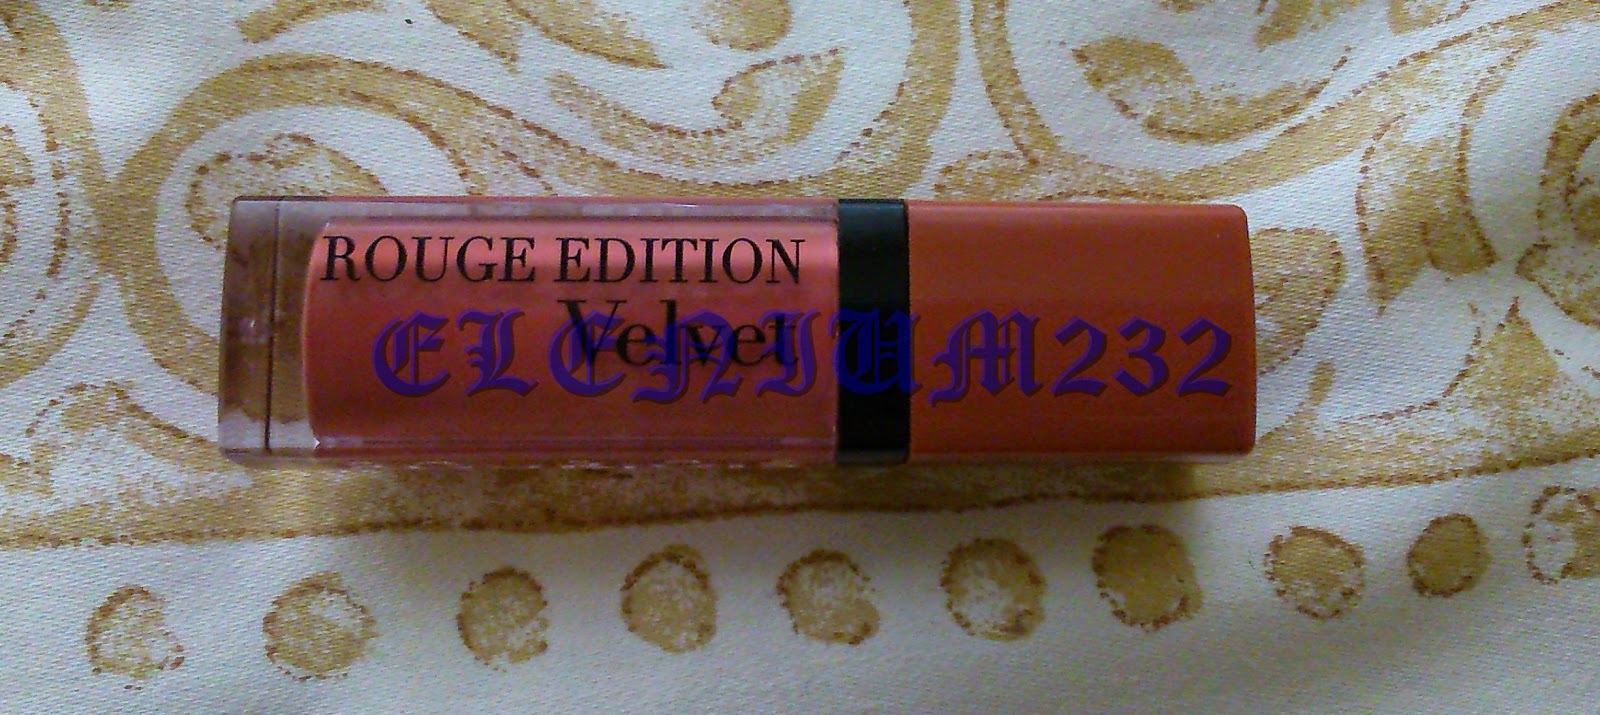 ROUGE EDITION
Velvet
ELENIUM232